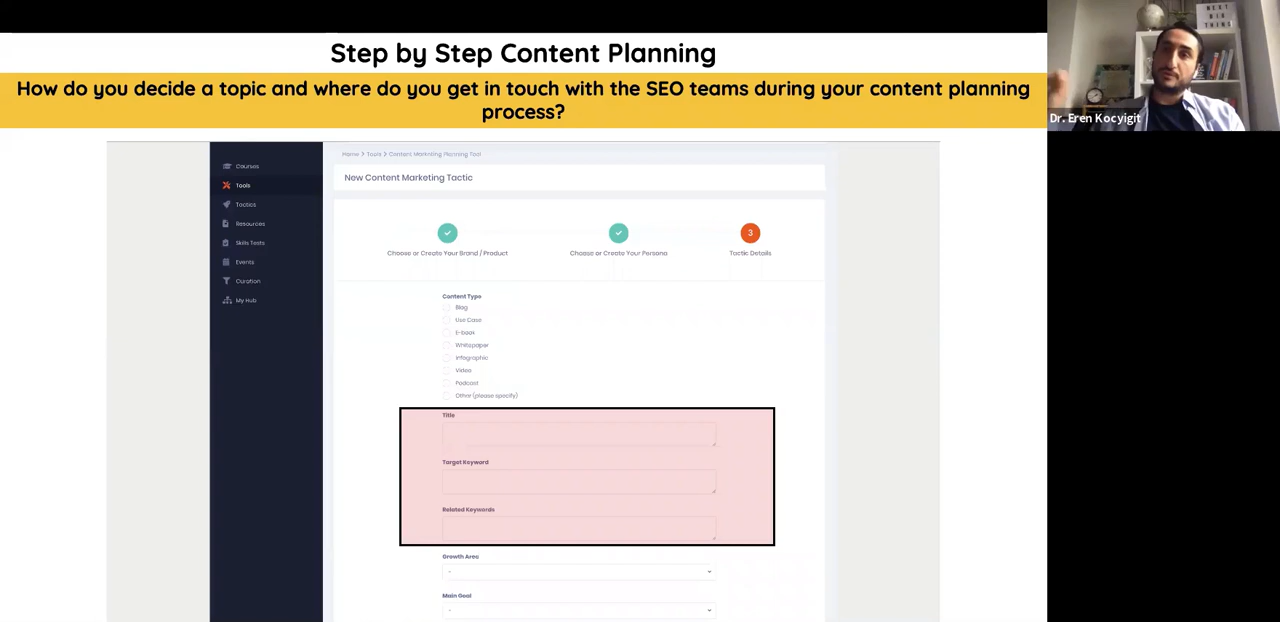 Step by Step Content Planning
How do you decide a topic and where do you get in touch with the SEO teams during your content planning
process?
NEXT
BIG
THING
Dr. Eren Kocyigit
Home > Tools > Content Marketing Planning Tool
New Content Marketing Tactic
Courses
Tools
Tactics
Resources
Skills Tests
Events
Curation
My Hub
3
Choose or Create Your Brand / Product
Choose or Create Your Persona
Tactic Details
Content Type
Blog
Use Case
E-book
Whitepaper
Infographic
Video
Podcast
Other (please specify)
Title
Target Keyword
Related Keywords
Growth Area
-
Main Goal
-